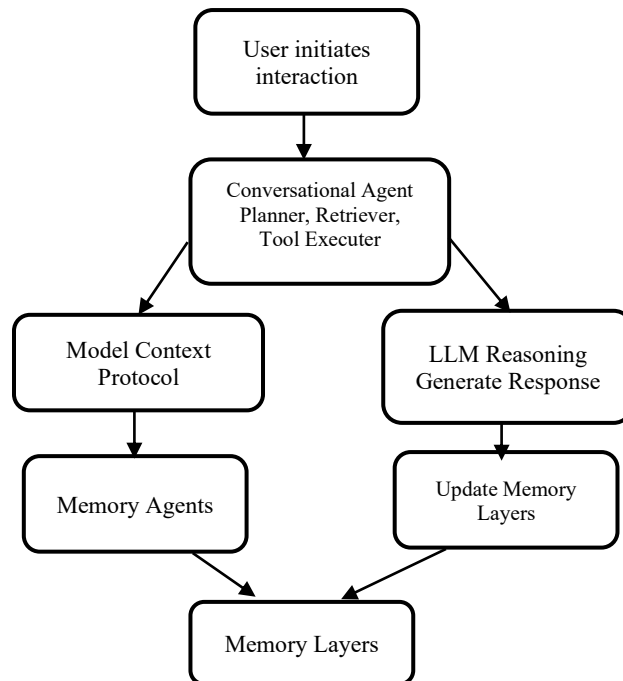 User initiates
interaction
Conversational Agent
Planner, Retriever,
Tool Executer
Model Context
Protocol
LLM Reasoning
Generate Response
Memory Agents
Update Memory
Layers
Memory Layers